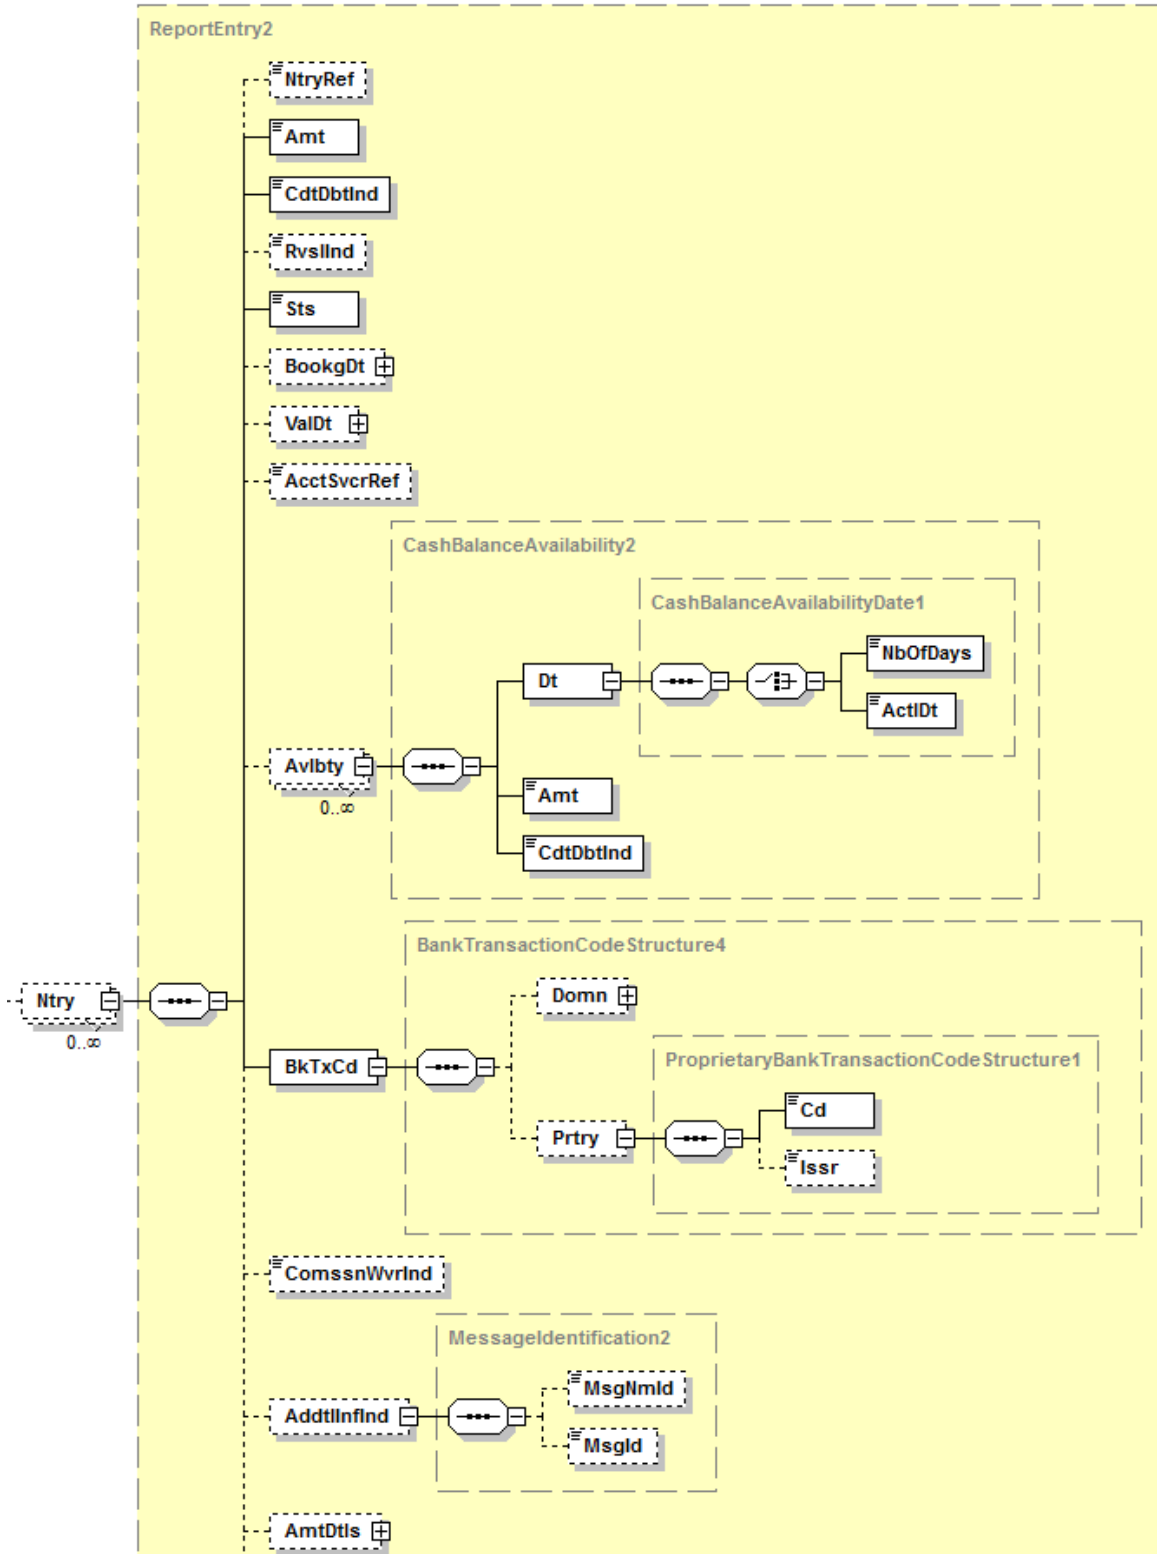 ReportEntry2
NtryRef
Amt
CdtDbtInd
RvslInd
Sts
BookgDt
ValDt
AcctSvcrRef
CashBalanceAvailability2
CashBalanceAvailabilityDate1
NbOfDays
Dt
ActlDt
Avlbty
0..∞
Amt
CdtDbtInd
BankTransactionCodeStructure4
Domn
Ntry
0..∞
ProprietaryBankTransactionCodeStructure1
BkTxCd
Cd
Prtry
Issr
ComssnWvrInd
MessageIdentification2
MsgNmId
AddtlInfInd
MsgId
AmtDtls